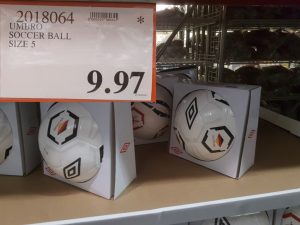 2018064
UMBRO
SOCCER BALL
SIZE 5
9.97